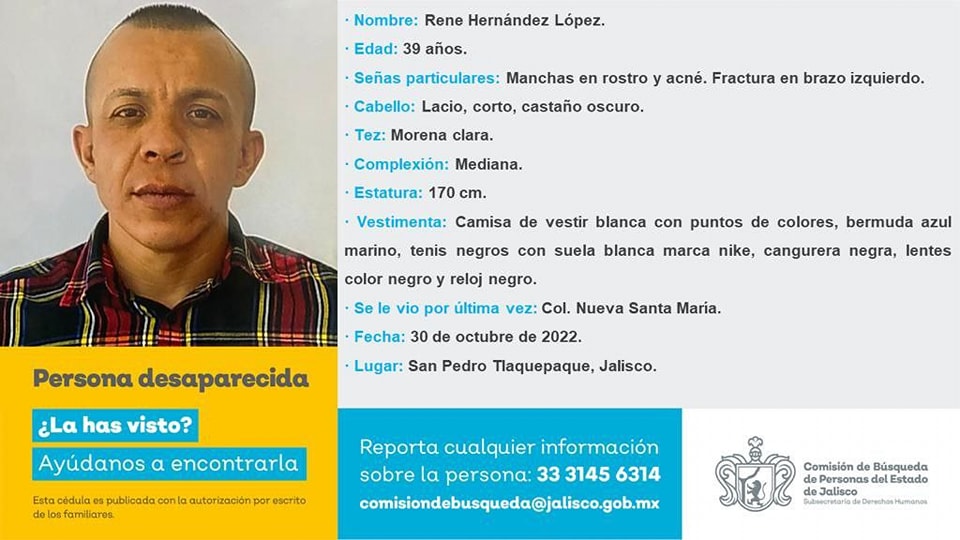 · Nombre: Rene Hernández López.
· Edad: 39 años.
· Señas particulares: Manchas en rostro y acné. Fractura en brazo izquierdo.
· Cabello: Lacio, corto, castaño oscuro.
· Tez: Morena clara.
· Complexión: Mediana.
· Estatura: 170 cm.
· Vestimenta: Camisa de vestir blanca con puntos de colores, bermuda azul
marino, tenis negros con suela blanca marca nike, cangurera negra, lentes
color negro y reloj negro.
· Se le vio por última vez: Col. Nueva Santa María.
· Fecha: 30 de octubre de 2022.
· Lugar: San Pedro Tlaquepaque, Jalisco.
Persona desaparecida
¿La has visto?
Ayúdanos a encontrarla
Esta cédula es publicada con la autorización por escrito
de los familiares.
Reporta cualquier información
sobre la persona: 33 3145 6314
comisiondebusqueda@jalisco.gob.mx
Comisión de Búsqueda
de Personas del Estado
de Jalisco
Subsecretaría de Derechos Humanos